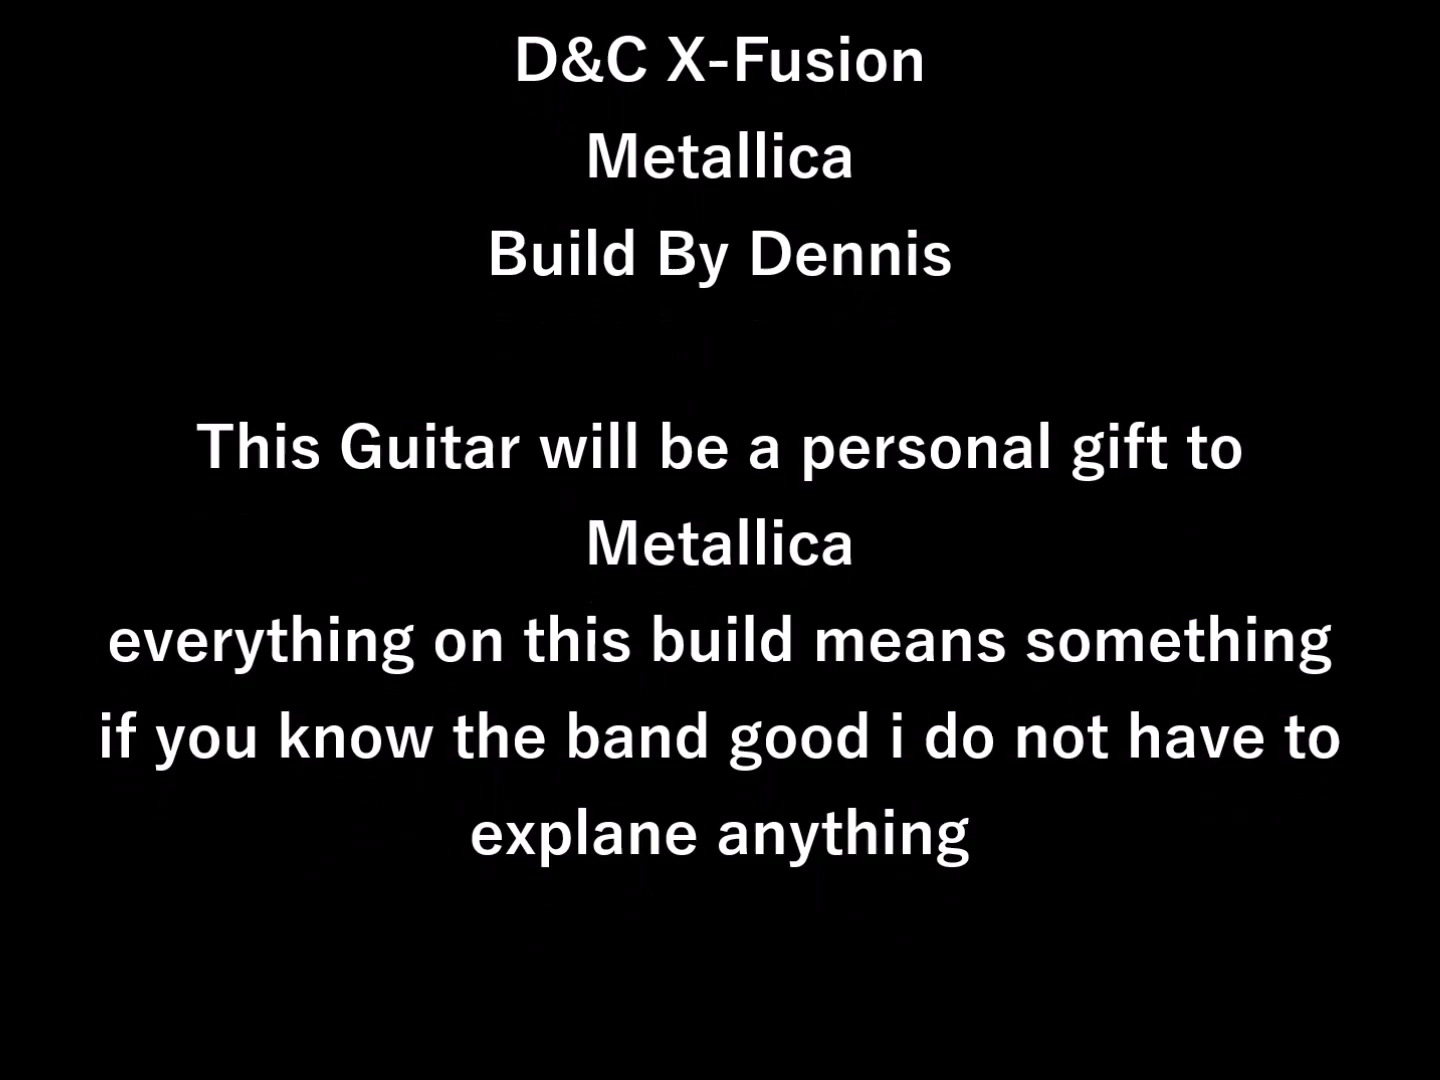 D&C X-Fusion
Metallica
Build By Dennis
This Guitar will be a personal gift to
Metallica
everything on this build means something
if you know the band good i do not have to
explane anything